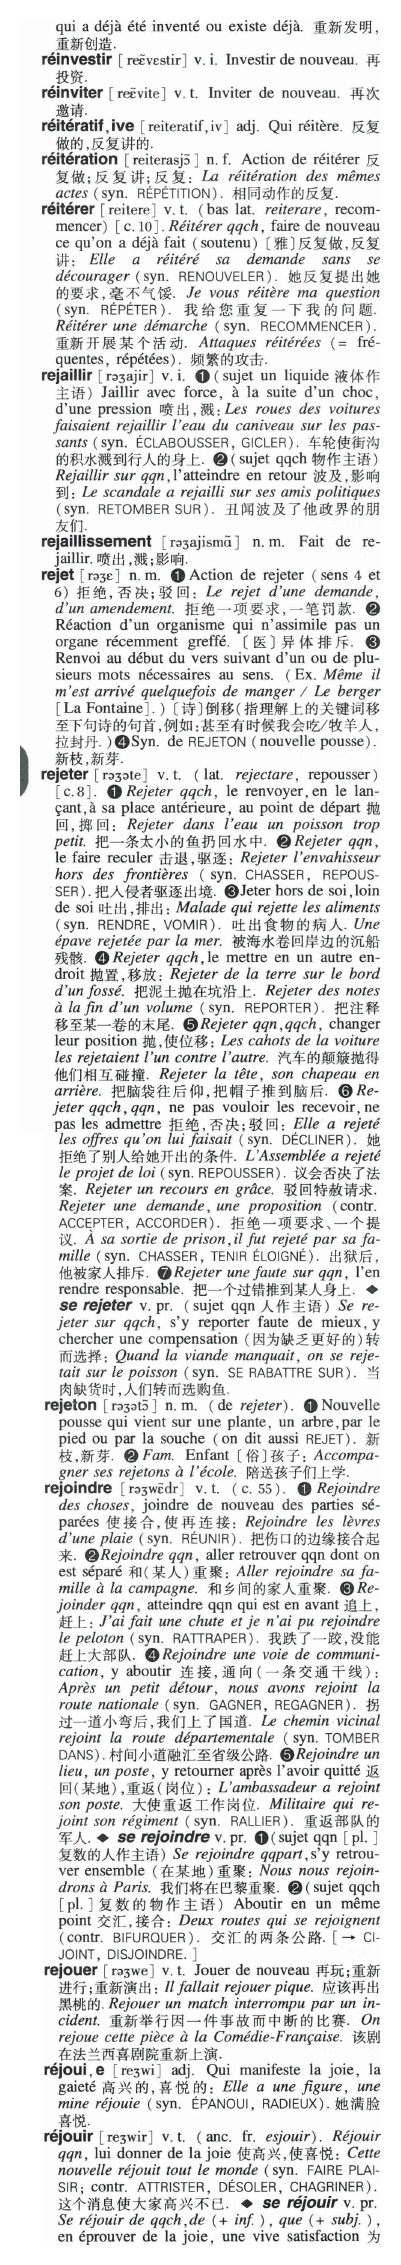 qui a déjà été inventé ou existe déjà. 重新发明,
重新创造.
réinvestir [reɛ̃vɛstir] v. i. Investir de nouveau. 再
投资.
réinviter [reɛ̃vite] v. t. Inviter de nouveau. 再次
邀请.
réitératif, ive [reiteratif, iv] adj. Qui réitère. 反复
做的,反复讲的.
réitération [reiterasjɔ̃] n. f. Action de réitérer 反
复做;反复讲;反复: La réitération des mêmes
actes (syn. RÉPÉTITION). 相同动作的反复.
réitérer [reitere] v. t. (bas lat. reiterare, recom-
mencer) [c. 10]. Réitérer qqch, faire de nouveau
ce qu'on a déjà fait (soutenu) [雅]反复做,反复
讲: Elle a réitéré sa demande sans se
décourager (syn. RENOUVELER). 她反复提出她
的要求,毫不气馁. Je vous réitère ma question
(syn. RÉPÉTER). 我给您重复一下我的问题.
Réitérer une démarche (syn. RECOMMENCER).
重新开展某个活动. Attaques réitérées (= fré-
quentes, répétées). 频繁的攻击.
rejaillir [rəʒajir] v. i. ❶ (sujet un liquide 液体作
主语) Jaillir avec force, à la suite d'un choc,
d'une pression 喷出,溅: Les roues des voitures
faisaient rejaillir l'eau du caniveau sur les pas-
sants (syn. ÉCLABOUSSER, GICLER). 车轮使街沟
的积水溅到行人的身上. ❷ (sujet qqch 物作主语)
Rejaillir sur qqn, l'atteindre en retour 波及,影响
到: Le scandale a rejailli sur ses amis politiques
(syn. RETOMBER SUR). 丑闻波及了他政界的朋
友们.
rejaillissement [rəʒajismɑ̃] n. m. Fait de re-
jaillir. 喷出,溅;影响.
rejet [rəʒɛ] n. m. ❶ Action de rejeter (sens 4 et
6) 拒绝,否决;驳回: Le rejet d'une demande,
d'un amendement. 拒绝一项要求,一笔罚款. ❷
Réaction d'un organisme qui n'assimile pas un
organe récemment greffé. [医]异体排斥. ❸
Renvoi au début du vers suivant d'un ou de plu-
sieurs mots nécessaires au sens. (Ex. Même il
m'est arrivé quelquefois de manger / Le berger
[La Fontaine].) [诗]倒移(指理解上的关键词移
至下句诗的句首,例如:甚至有时候我会吃/牧羊人,
拉封丹.) ❹ Syn. de REJETON (nouvelle pousse).
新枝,新芽.
rejeter [rəʒəte] v. t. (lat. rejectare, repousser)
[c. 8]. ❶ Rejeter qqch, le renvoyer, en le lan-
çant, à sa place antérieure, au point de départ 抛
回,掷回: Rejeter dans l'eau un poisson trop
petit. 把一条太小的鱼扔回水中. ❷ Rejeter qqn,
le faire reculer 击退,驱逐: Rejeter l'envahisseur
hors des frontières (syn. CHASSER, REPOUS-
SER). 把入侵者驱逐出境. ❸ Jeter hors de soi, loin
de soi 吐出,排出: Malade qui rejette les aliments
(syn. RENDRE, VOMIR). 吐出食物的病人. Une
épave rejetée par la mer. 被海水卷回岸边的沉船
残骸. ❹ Rejeter qqch, le mettre en un autre en-
droit 抛置,移放: Rejeter de la terre sur le bord
d'un fossé. 把泥土抛在坑沿上. Rejeter des notes
à la fin d'un volume (syn. REPORTER). 把注释
移至某一卷的末尾. ❺ Rejeter qqn, qqch, changer
leur position 抛,使位移: Les cahots de la voiture
les rejetaient l'un contre l'autre. 汽车的颠簸抛得
他们相互碰撞. Rejeter la tête, son chapeau en
arrière. 把脑袋往后仰,把帽子推到脑后. ❻ Re-
jeter qqch, qqn, ne pas vouloir les recevoir, ne
pas les admettre 拒绝,否决;驳回: Elle a rejeté
les offres qu'on lui faisait (syn. DÉCLINER). 她
拒绝了别人给她开出的条件. L'Assemblée a rejeté
le projet de loi (syn. REPOUSSER). 议会否决了法
案. Rejeter un recours en grâce. 驳回特赦请求.
Rejeter une demande, une proposition (contr.
ACCEPTER, ACCORDER). 拒绝一项要求、一个提
议. À sa sortie de prison, il fut rejeté par sa fa-
mille (syn. CHASSER, TENIR ÉLOIGNÉ). 出狱后,
他被家人排斥. ❼ Rejeter une faute sur qqn, l'en
rendre responsable. 把一个过错推到某人身上. ◆
se rejeter v. pr. (sujet qqn 人作主语) Se re-
jeter sur qqch, s'y reporter faute de mieux, y
chercher une compensation (因为缺乏更好的)转
而选择: Quand la viande manquait, on se reje-
tait sur le poisson (syn. SE RABATTRE SUR). 当
肉缺货时,人们转而选购鱼.
rejeton [rəʒətɔ̃] n. m. (de rejeter). ❶ Nouvelle
pousse qui vient sur une plante, un arbre, par le
pied ou par la souche (on dit aussi REJET). 新
枝,新芽. ❷ Fam. Enfant [俗]孩子: Accompa-
gner ses rejetons à l'école. 陪送孩子们上学.
rejoindre [rəʒwɛ̃dr] v. t. (c. 55). ❶ Rejoindre
des choses, joindre de nouveau des parties sé-
parées 使接合,使再连接: Rejoindre les lèvres
d'une plaie (syn. RÉUNIR). 把伤口的边缘接合起
来. ❷ Rejoindre qqn, aller retrouver qqn dont on
est séparé 和(某人)重聚: Aller rejoindre sa fa-
mille à la campagne. 和乡间的家人重聚. ❸ Re-
joinder qqn, atteindre qqn qui est en avant 追上,
赶上: J'ai fait une chute et je n'ai pu rejoindre
le peloton (syn. RATTRAPER). 我跌了一跤,没能
赶上大部队. ❹ Rejoindre une voie de communi-
cation, y aboutir 连接,通向(一条交通干线):
Après un petit détour, nous avons rejoint la
route nationale (syn. GAGNER, REGAGNER). 拐
过一道小弯后,我们上了国道. Le chemin vicinal
rejoint la route départementale (syn. TOMBER
DANS). 村间小道融汇至省级公路. ❺ Rejoindre un
lieu, un poste, y retourner après l'avoir quitté 返
回(某地),重返(岗位): L'ambassadeur a rejoint
son poste. 大使重返工作岗位. Militaire qui re-
joint son régiment (syn. RALLIER). 重返部队的
军人. ◆ se rejoindre v. pr. ❶ (sujet qqn [pl.]
复数的人作主语) Se rejoindre qqpart, s'y retrou-
ver ensemble (在某地)重聚: Nous nous rejoin-
drons à Paris. 我们将在巴黎重聚. ❷ (sujet qqch
[pl.] 复数的物作主语) Aboutir en un même
point 交汇,接合: Deux routes qui se rejoignent
(contr. BIFURQUER). 交汇的两条公路. [→ CI-
JOINT, DISJOINDRE.]
rejouer [rəʒwe] v. t. Jouer de nouveau 再玩;重新
进行;重新演出: Il fallait rejouer pique. 应该再出
黑桃的. Rejouer un match interrompu par un in-
cident. 重新举行因一件事故而中断的比赛. On
rejoue cette pièce à la Comédie-Française. 该剧
在法兰西喜剧院重新上演.
réjoui, e [reʒwi] adj. Qui manifeste la joie, la
gaieté 高兴的,喜悦的: Elle a une figure, une
mine réjouie (syn. ÉPANOUI, RADIEUX). 她满脸
喜悦.
réjouir [reʒwir] v. t. (anc. fr. esjouir). Réjouir
qqn, lui donner de la joie 使高兴,使喜悦: Cette
nouvelle réjouit tout le monde (syn. FAIRE PLAI-
SIR; contr. ATTRISTER, DÉSOLER, CHAGRINER).
这个消息使大家高兴不已. ◆ se réjouir v. pr.
Se réjouir de qqch, de (+ inf.), que (+ subj.),
en éprouver de la joie, une vive satisfaction 为